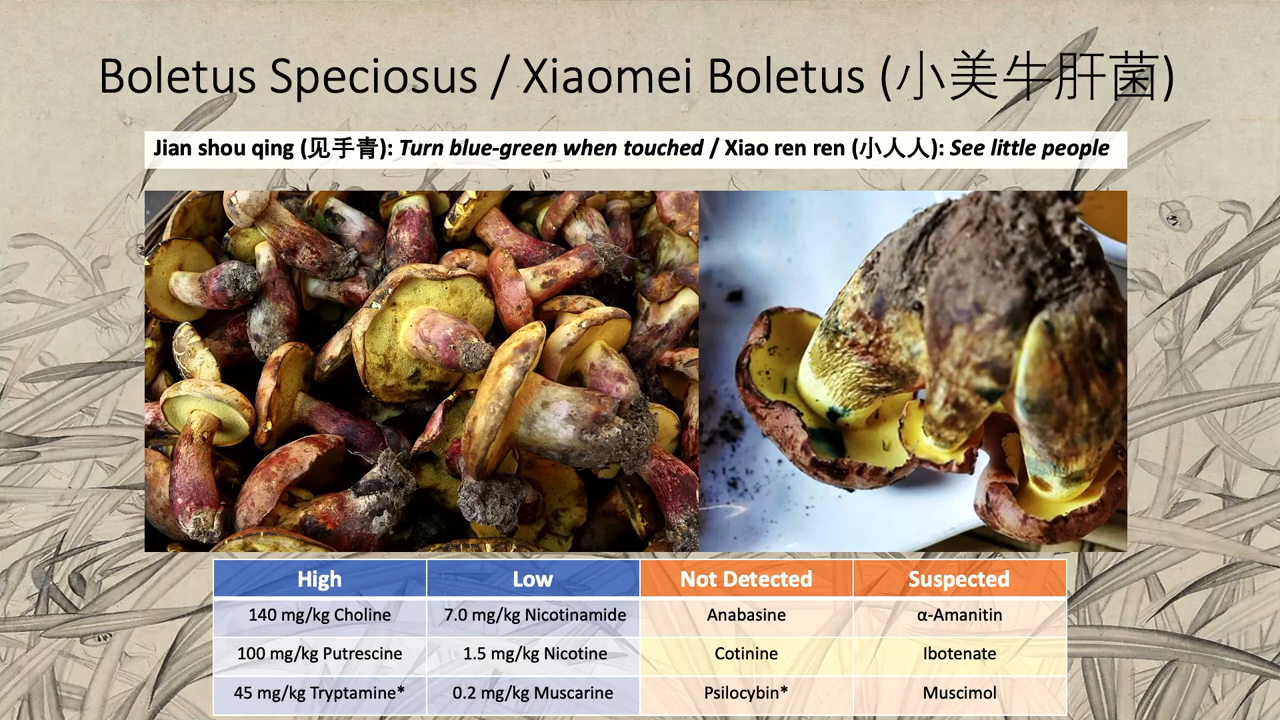 Boletus Speciosus / Xiaomei Boletus (小美牛肝菌)
Jian shou qing (见手青): Turn blue-green when touched / Xiao ren ren (小人人): See little people
High Low Not Detected Suspected
140 mg/kg Choline 7.0 mg/kg Nicotinamide Anabasine α-Amanitin
100 mg/kg Putrescine 1.5 mg/kg Nicotine Cotinine Ibotenate
45 mg/kg Tryptamine* 0.2 mg/kg Muscarine Psilocybin* Muscimol